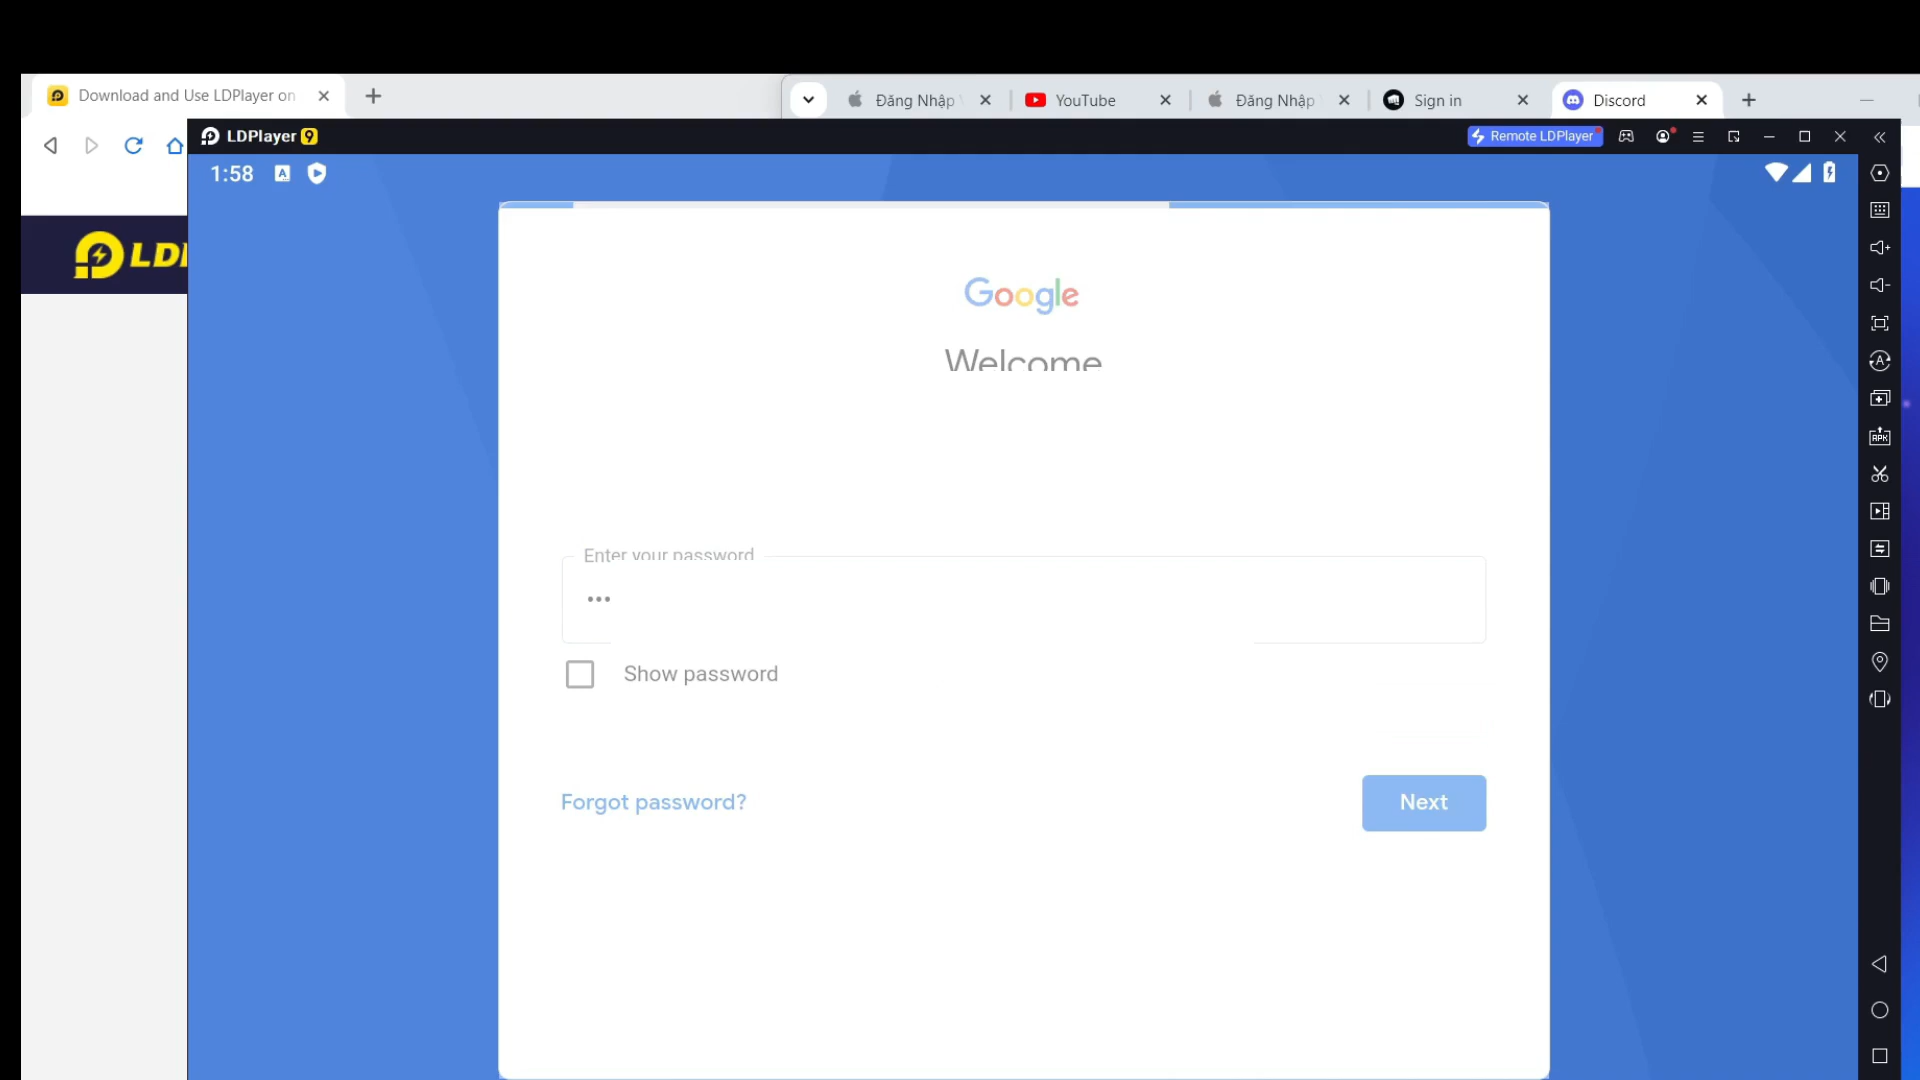 Download and Use LDPlayer on
Đăng Nhập
YouTube
Đăng Nhập
Sign in
Discord
LDPlayer 9
Remote LDPlayer
1:58
Google
Welcome
Enter your password
Show password
Forgot password?
Next
APK